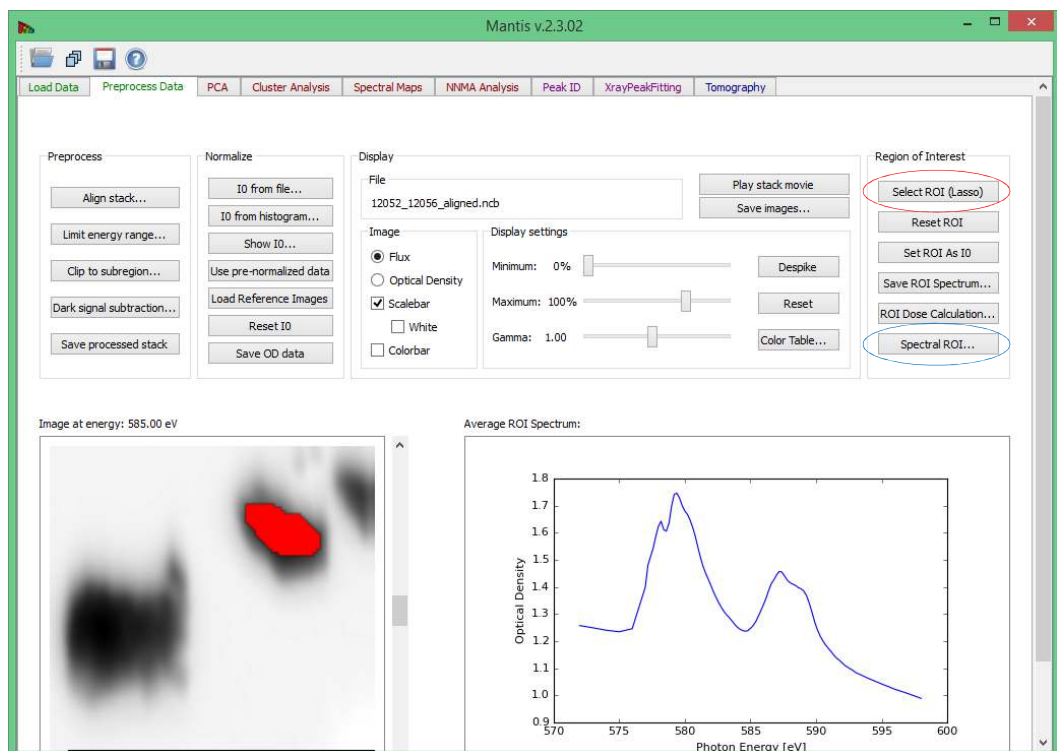 Mantis v.2.3.02
Load Data
Preprocess Data
PCA
Cluster Analysis
Spectral Maps
NNMA Analysis
Peak ID
XrayPeakFitting
Tomography
Preprocess
Align stack...
Limit energy range...
Clip to subregion...
Dark signal subtraction...
Save processed stack
Normalize
I0 from file...
I0 from histogram...
Show I0...
Use pre-normalized data
Load Reference Images
Reset I0
Save OD data
Display
File
12052_12056_aligned.ncb
Play stack movie
Save images...
Image
Flux
Optical Density
Scalebar
White
Colorbar
Display settings
Minimum: 0%
Maximum: 100%
Gamma: 1.00
Despike
Reset
Color Table...
Region of Interest
Select ROI (Lasso)
Reset ROI
Set ROI As I0
Save ROI Spectrum...
ROI Dose Calculation...
Spectral ROI...
Image at energy: 585.00 eV
Average ROI Spectrum:
Optical Density
1.8
1.7
1.6
1.5
1.4
1.3
1.2
1.1
1.0
0.9
570 575 580 585 590 595 600
Photon Energy [eV]